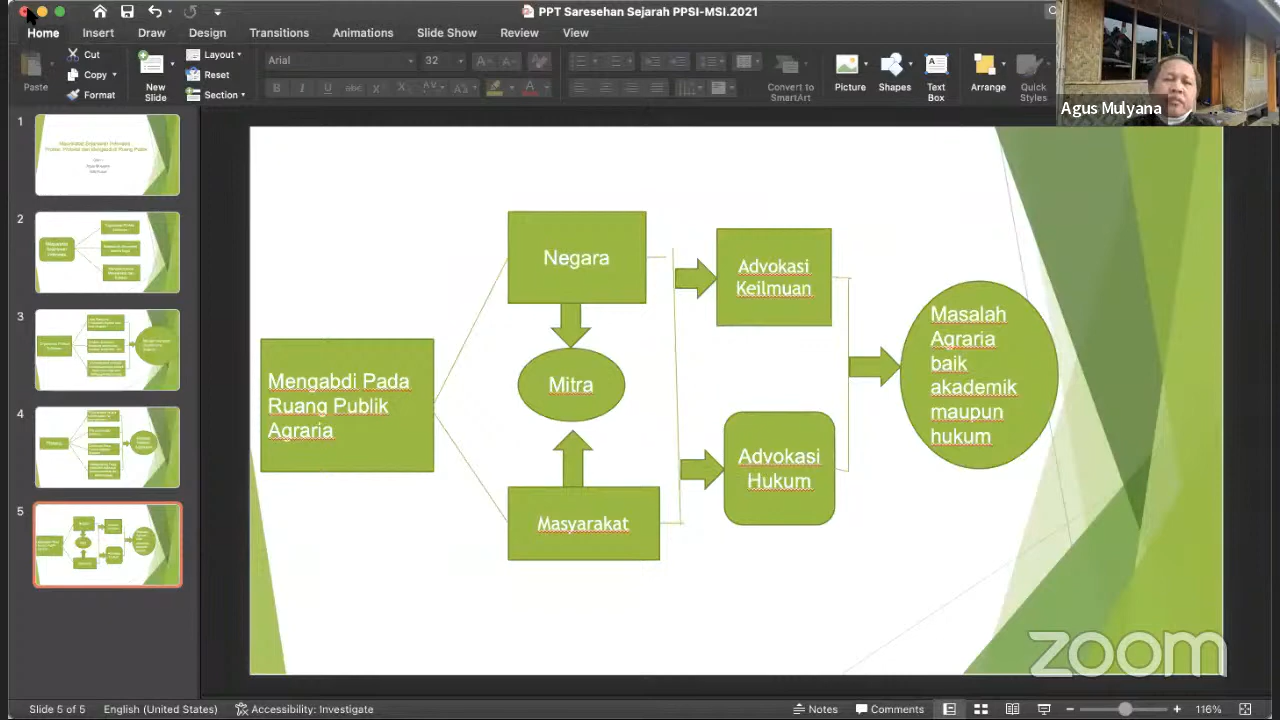 PPT Saresehan Sejarah PPSI-MSI.2021
Home
Insert
Draw
Design
Transitions
Animations
Slide Show
Review
View
Paste
Cut
Copy
Format
New
Slide
Layout
Reset
Section
Arial
32
Convert to
SmartArt
Picture
Shapes
Text
Box
Arrange
Quick
Styles
Agus Mulyana
1
2
3
4
5
Mengabdi Pada
Ruang Publik
Agraria
Negara
Mitra
Masyarakat
Advokasi
Keilmuan
Advokasi
Hukum
Masalah
Agraria
baik
akademik
maupun
hukum
zoom
Slide 5 of 5
English (United States)
Accessibility: Investigate
Notes
Comments
116%